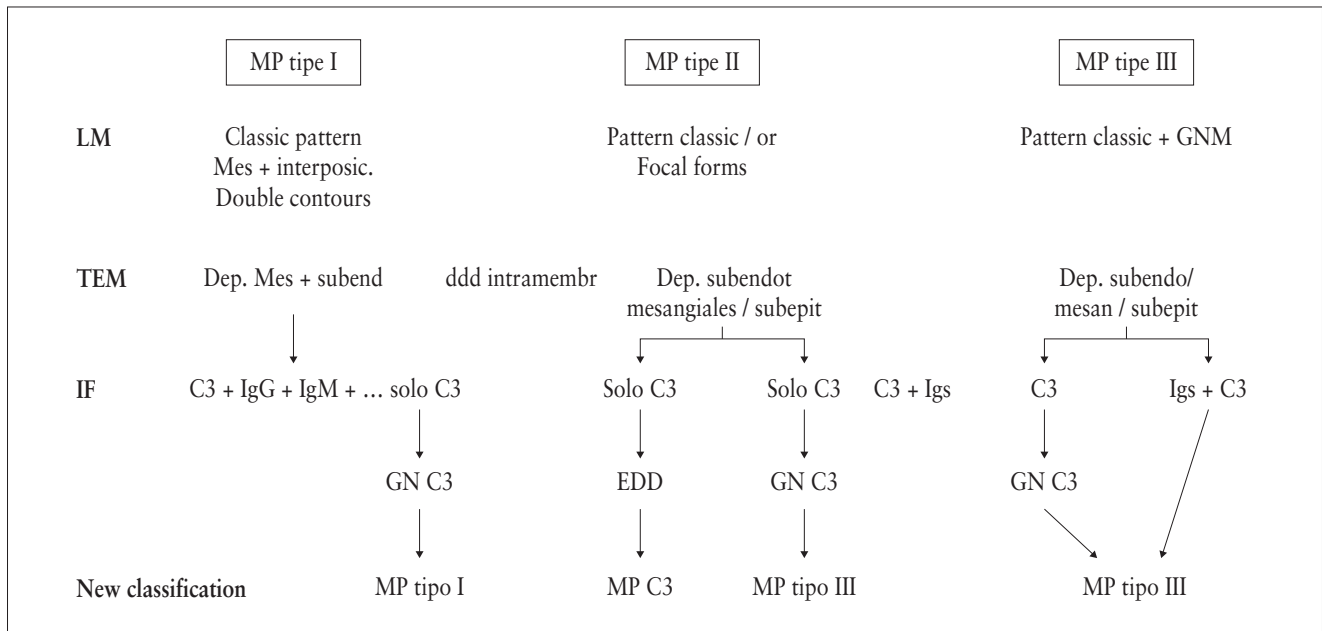 MP tipe I
MP tipe II
MP tipe III
LM
Classic pattern
Mes + interposic.
Double contours
Pattern classic / or
Focal forms
Pattern classic + GNM
TEM
Dep. Mes + subend
ddd intramembr
Dep. subendot
mesangiales / subepit
Dep. subendo/
mesan / subepit
IF
C3 + IgG + IgM + … solo C3
Solo C3
Solo C3
C3 + Igs
C3
Igs + C3
GN C3
EDD
GN C3
GN C3
New classification
MP tipo I
MP C3
MP tipo III
MP tipo III